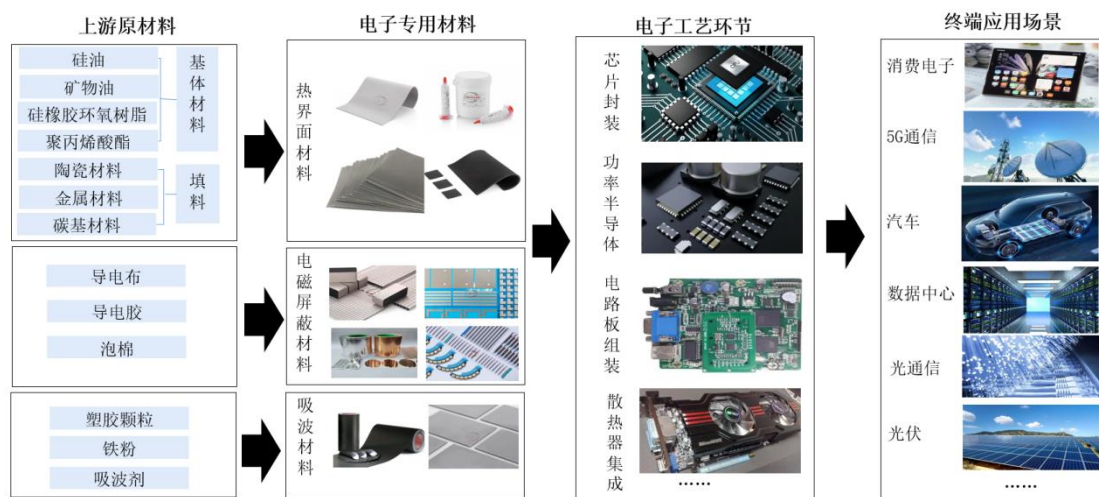 上游原材料
电子专用材料
电子工艺环节
终端应用场景
硅油
矿物油
硅橡胶环氧树脂
聚丙烯酸酯
基体材料
陶瓷材料
金属材料
碳基材料
填料
导电布
导电胶
泡棉
塑胶颗粒
铁粉
吸波剂
热界面材料
电磁屏蔽材料
吸波材料
芯片封装
功率半导体
电路板组装
散热器集成
……
消费电子
5G通信
汽车
数据中心
光通信
光伏
……